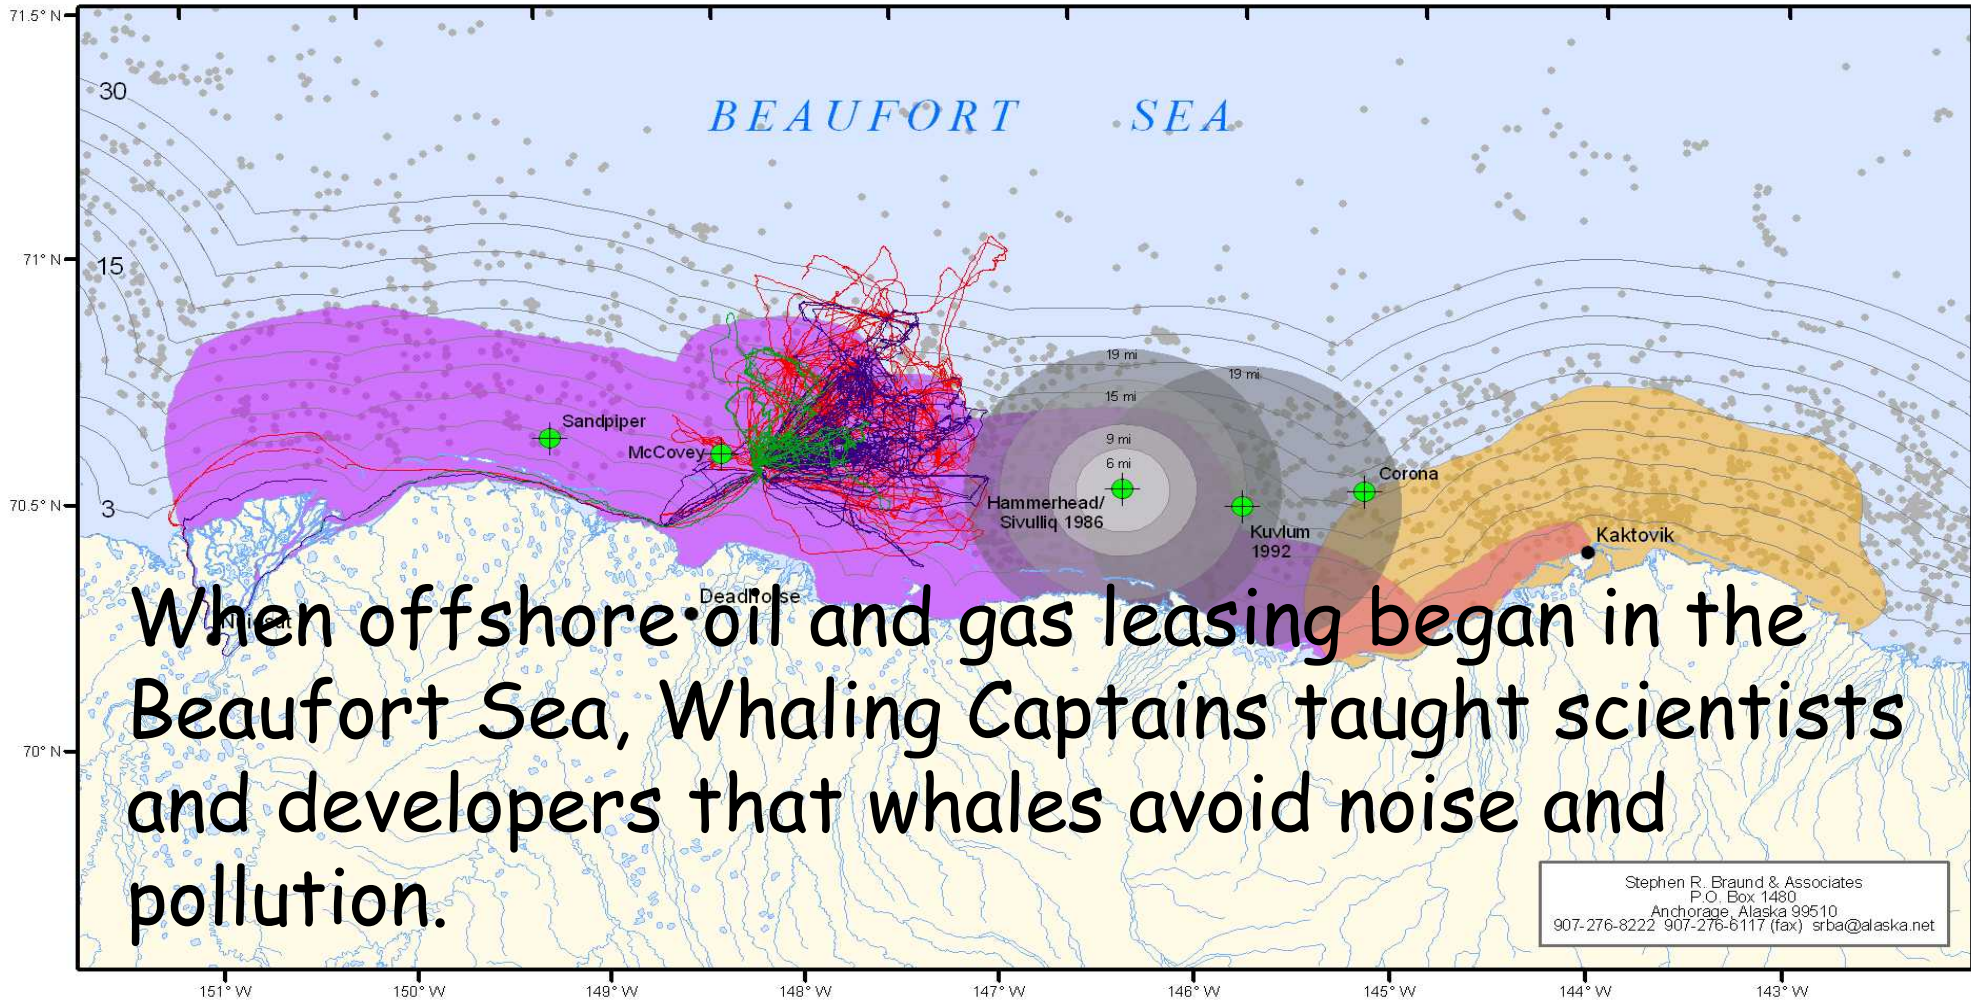 71.5° N
30
BEAUFORT SEA
71° N
15
19 mi
19 mi
15 mi
Sandpiper
McCovey
9 mi
6 mi
Corona
70.5° N
3
Hammerhead/
Sivulliq 1986
Kuvlum
1992
Kaktovik
Deadhorse
Nuiqsut
When offshore oil and gas leasing began in the
Beaufort Sea, Whaling Captains taught scientists
and developers that whales avoid noise and
pollution.
70° N
Stephen R. Braund & Associates
P.O. Box 1480
Anchorage, Alaska 99510
907-276-8222 907-276-6117 (fax) srba@alaska.net
151° W 150° W 149° W 148° W 147° W 146° W 145° W 144° W 143° W